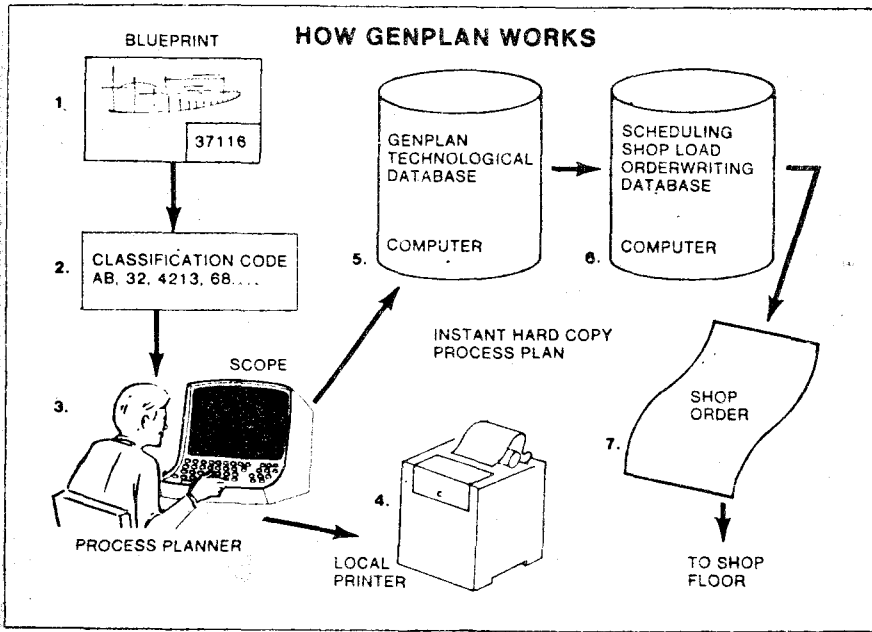 HOW GENPLAN WORKS
BLUEPRINT
1.
37116
2.
CLASSIFICATION CODE
AB, 32, 4213, 68....
3.
SCOPE
PROCESS PLANNER
4.
LOCAL
PRINTER
INSTANT HARD COPY
PROCESS PLAN
C
GENPLAN
TECHNOLOGICAL
DATABASE
5.
COMPUTER
SCHEDULING
SHOP LOAD
ORDERWRITING
DATABASE
6.
COMPUTER
7.
SHOP
ORDER
TO SHOP
FLOOR